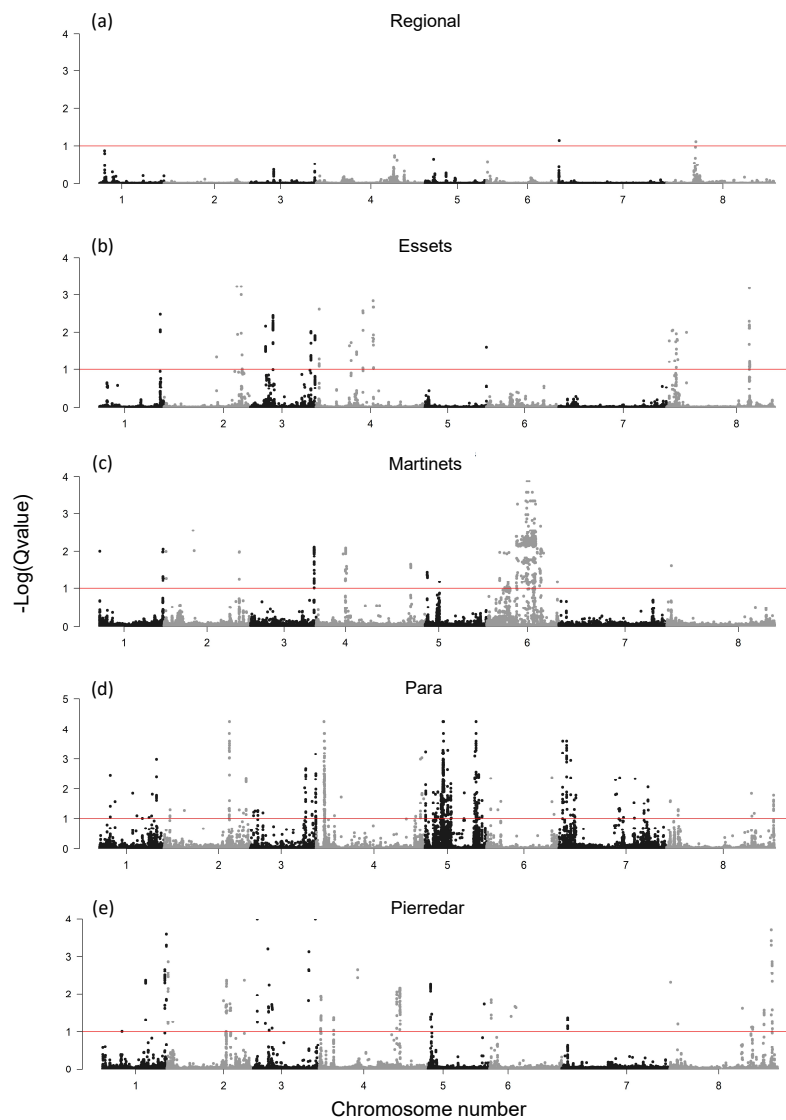 (a) Regional
4
3
2
1
0
1 2 3 4 5 6 7 8
(b) Essets
4
3
2
1
0
1 2 3 4 5 6 7 8
(c) Martinets
4
3
2
1
0
1 2 3 4 5 6 7 8
-Log(Qvalue)
(d) Para
5
4
3
2
1
0
1 2 3 4 5 6 7 8
(e) Pierredar
4
3
2
1
0
1 2 3 4 5 6 7 8
Chromosome number